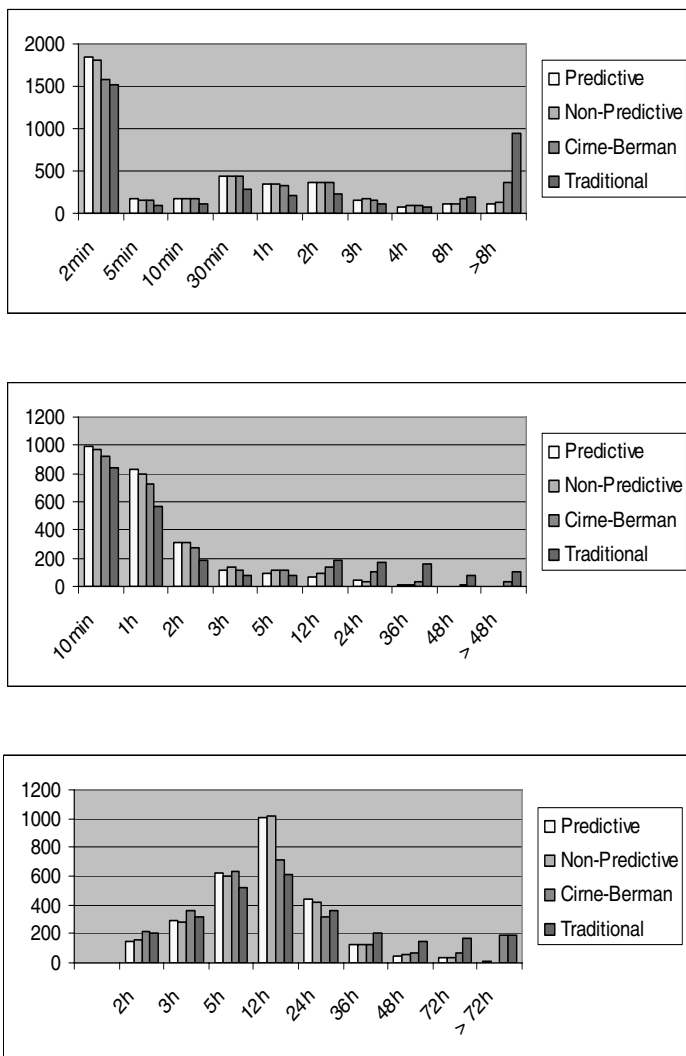 2000
1500
1000
500
0
2min
5min
10min
30min
1h
2h
3h
4h
8h
>8h
Predictive
Non-Predictive
Cirne-Berman
Traditional
1200
1000
800
600
400
200
0
10min
1h
2h
3h
5h
12h
24h
36h
48h
> 48h
Predictive
Non-Predictive
Cirne-Berman
Traditional
1200
1000
800
600
400
200
0
2h
3h
5h
12h
24h
36h
48h
72h
> 72h
Predictive
Non-Predictive
Cirne-Berman
Traditional